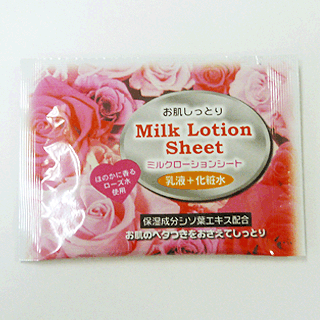 お肌しっとり
Milk Lotion
Sheet
ミルクローションシート
乳液+化粧水
ほのかに香る
ローズ水
使用
保湿成分シソ葉エキス配合
お肌のベタつきをおさえてしっとり